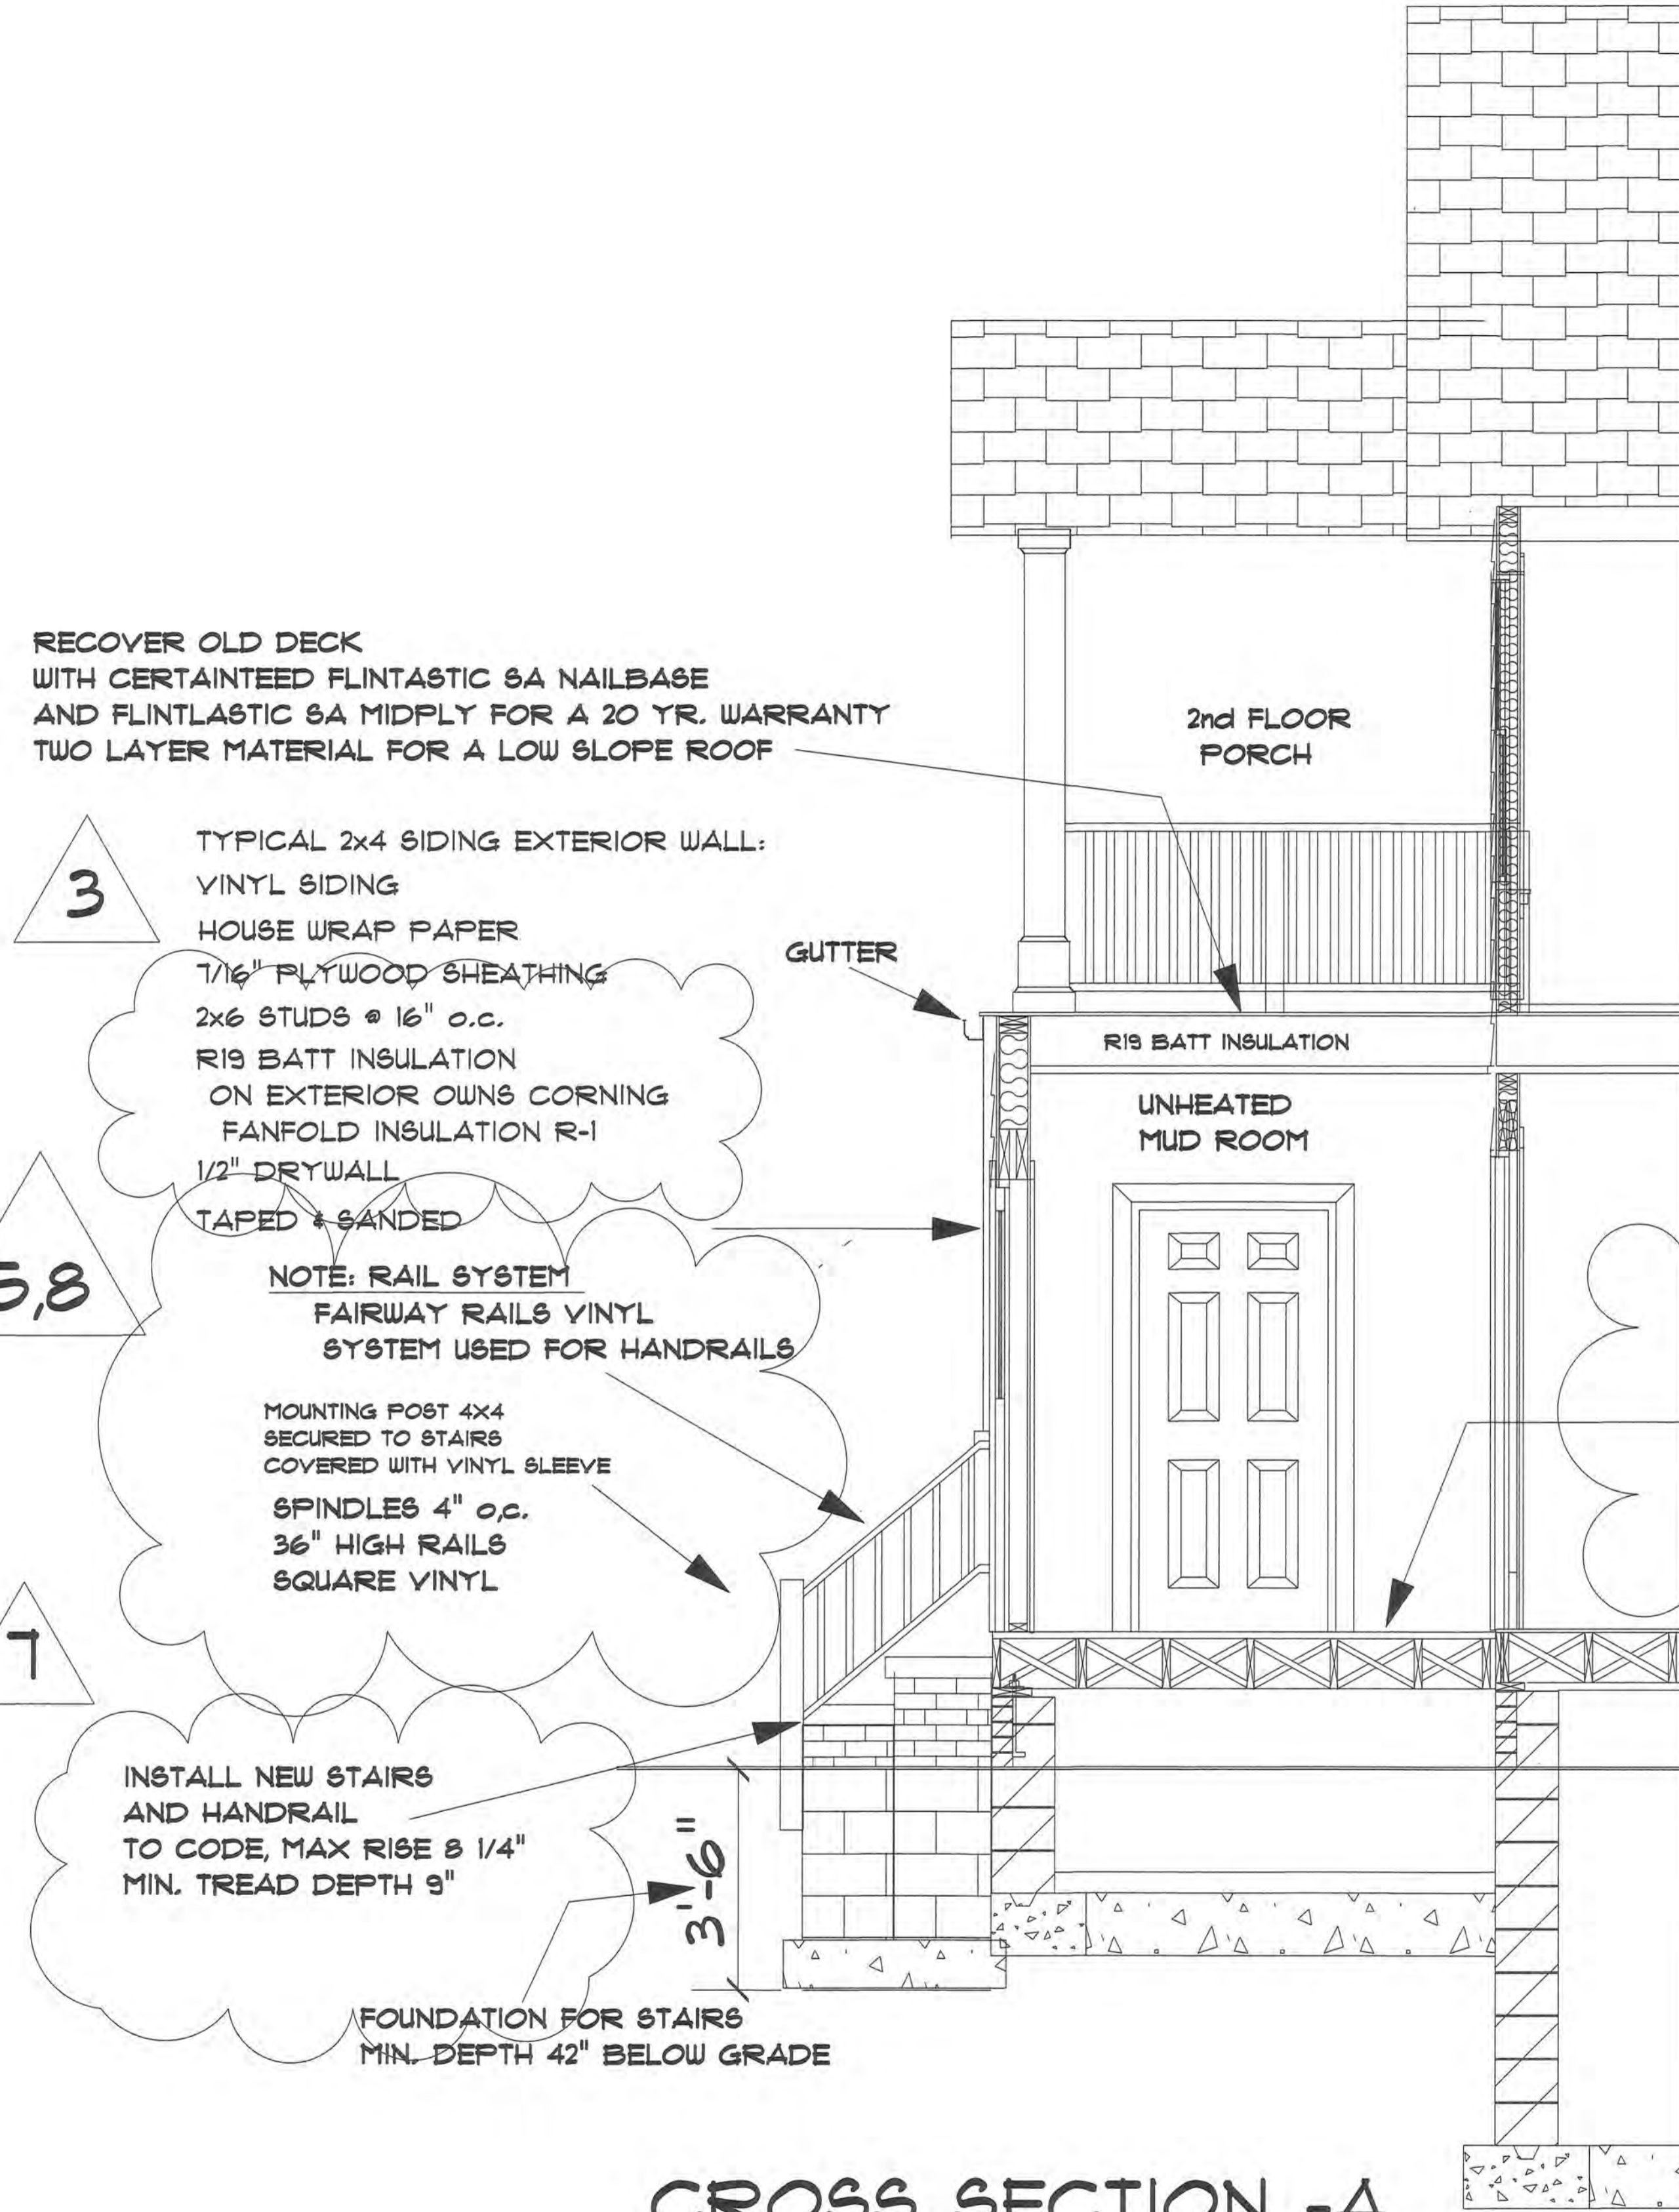 RECOVER OLD DECK
WITH CERTAINTEED FLINTASTIC SA NAILBASE
AND FLINTLASTIC SA MIDPLY FOR A 20 YR. WARRANTY
TWO LAYER MATERIAL FOR A LOW SLOPE ROOF
2nd FLOOR
PORCH
3
TYPICAL 2x4 SIDING EXTERIOR WALL:
VINYL SIDING
HOUSE WRAP PAPER
7/16" PLYWOOD SHEATHING
2x6 STUDS @ 16" o.c.
R19 BATT INSULATION
ON EXTERIOR OWNS CORNING
FANFOLD INSULATION R-1
1/2" DRYWALL
TAPED & SANDED
GUTTER
R19 BATT INSULATION
UNHEATED
MUD ROOM
5,8
NOTE: RAIL SYSTEM
FAIRWAY RAILS VINYL
SYSTEM USED FOR HANDRAILS
MOUNTING POST 4X4
SECURED TO STAIRS
COVERED WITH VINYL SLEEVE
SPINDLES 4" o,c.
36" HIGH RAILS
SQUARE VINYL
INSTALL NEW STAIRS
AND HANDRAIL
TO CODE, MAX RISE 8 1/4"
MIN. TREAD DEPTH 9"
3'-6"
FOUNDATION FOR STAIRS
MIN. DEPTH 42" BELOW GRADE
CROSS SECTION -A